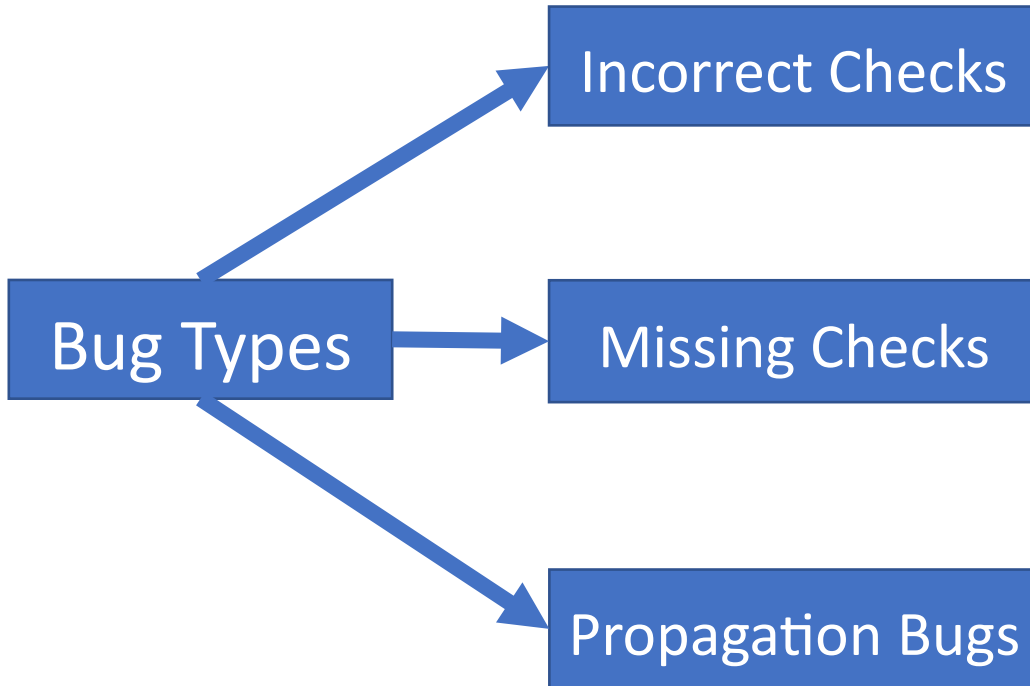 Incorrect Checks
Bug Types
Missing Checks
Propagation Bugs